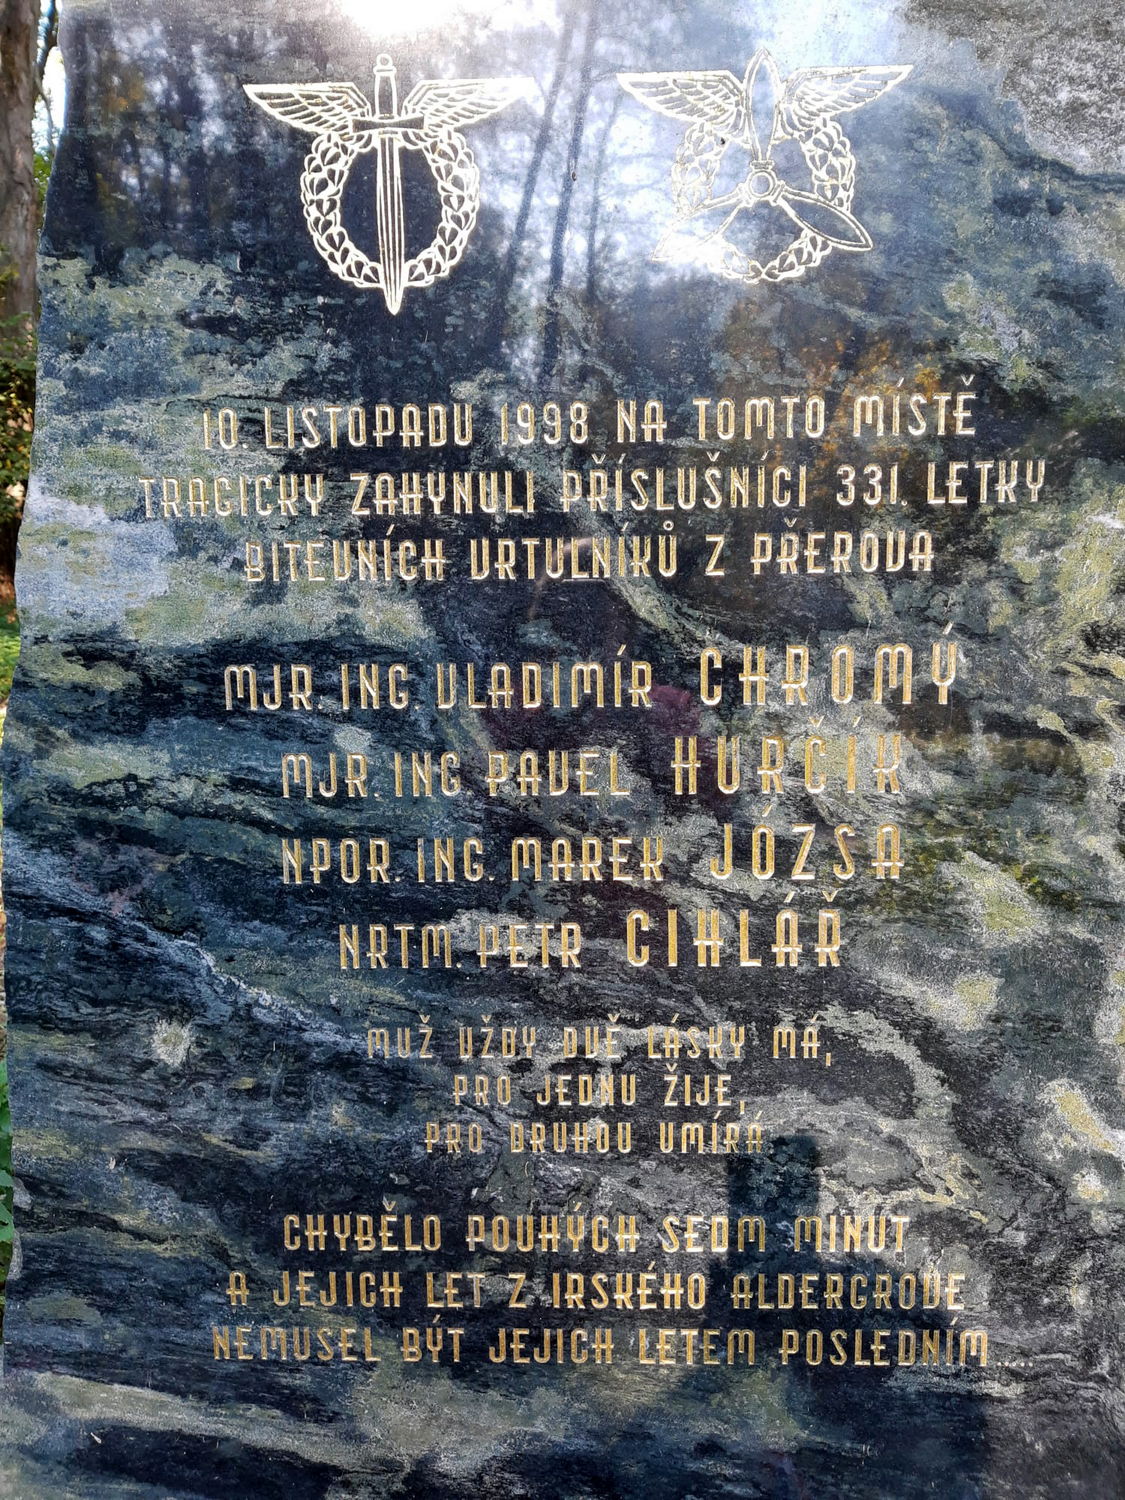 10. LISTOPADU 1998 NA TOMTO MÍSTĚ
TRAGICKY ZAHYNULI PŘÍSLUŠNÍCI 331. LETKY
BITEVNÍCH VRTULNÍKŮ Z PŘEROVA
MJR. ING. VLADIMÍR CHROMÝ
MJR. ING. PAVEL HURČÍK
NPOR. ING. MAREK JÓZSA
NRTM. PETR CIHLÁŘ
MUŽ VŽDY DVĚ LÁSKY MÁ,
PRO JEDNU ŽIJE,
PRO DRUHOU UMÍRÁ.
CHYBĚLO POUHÝCH SEDM MINUT
A JEJICH LET Z IRSKÉHO ALDERGROVE
NEMUSEL BÝT JEJICH LETEM POSLEDNÍM.....